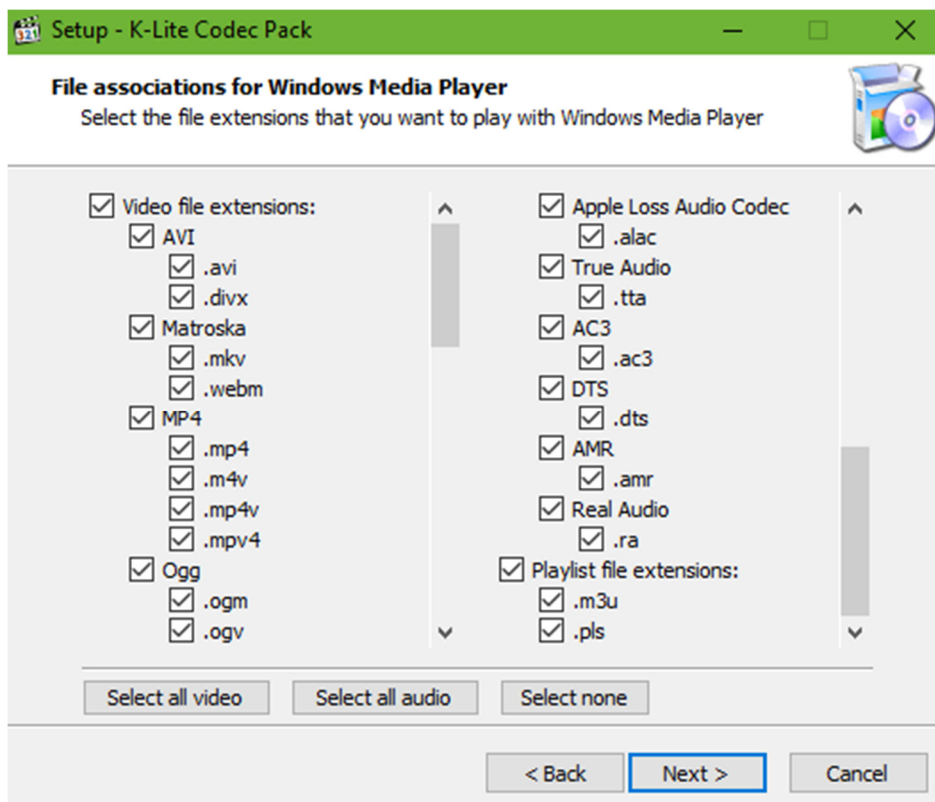 Setup - K-Lite Codec Pack
File associations for Windows Media Player
Select the file extensions that you want to play with Windows Media Player
Video file extensions:
AVI
.avi
.divx
Matroska
.mkv
.webm
MP4
.mp4
.m4v
.mp4v
.mpv4
Ogg
.ogm
.ogv
Apple Loss Audio Codec
.alac
True Audio
.tta
AC3
.ac3
DTS
.dts
AMR
.amr
Real Audio
.ra
Playlist file extensions:
.m3u
.pls
Select all video
Select all audio
Select none
< Back
Next >
Cancel